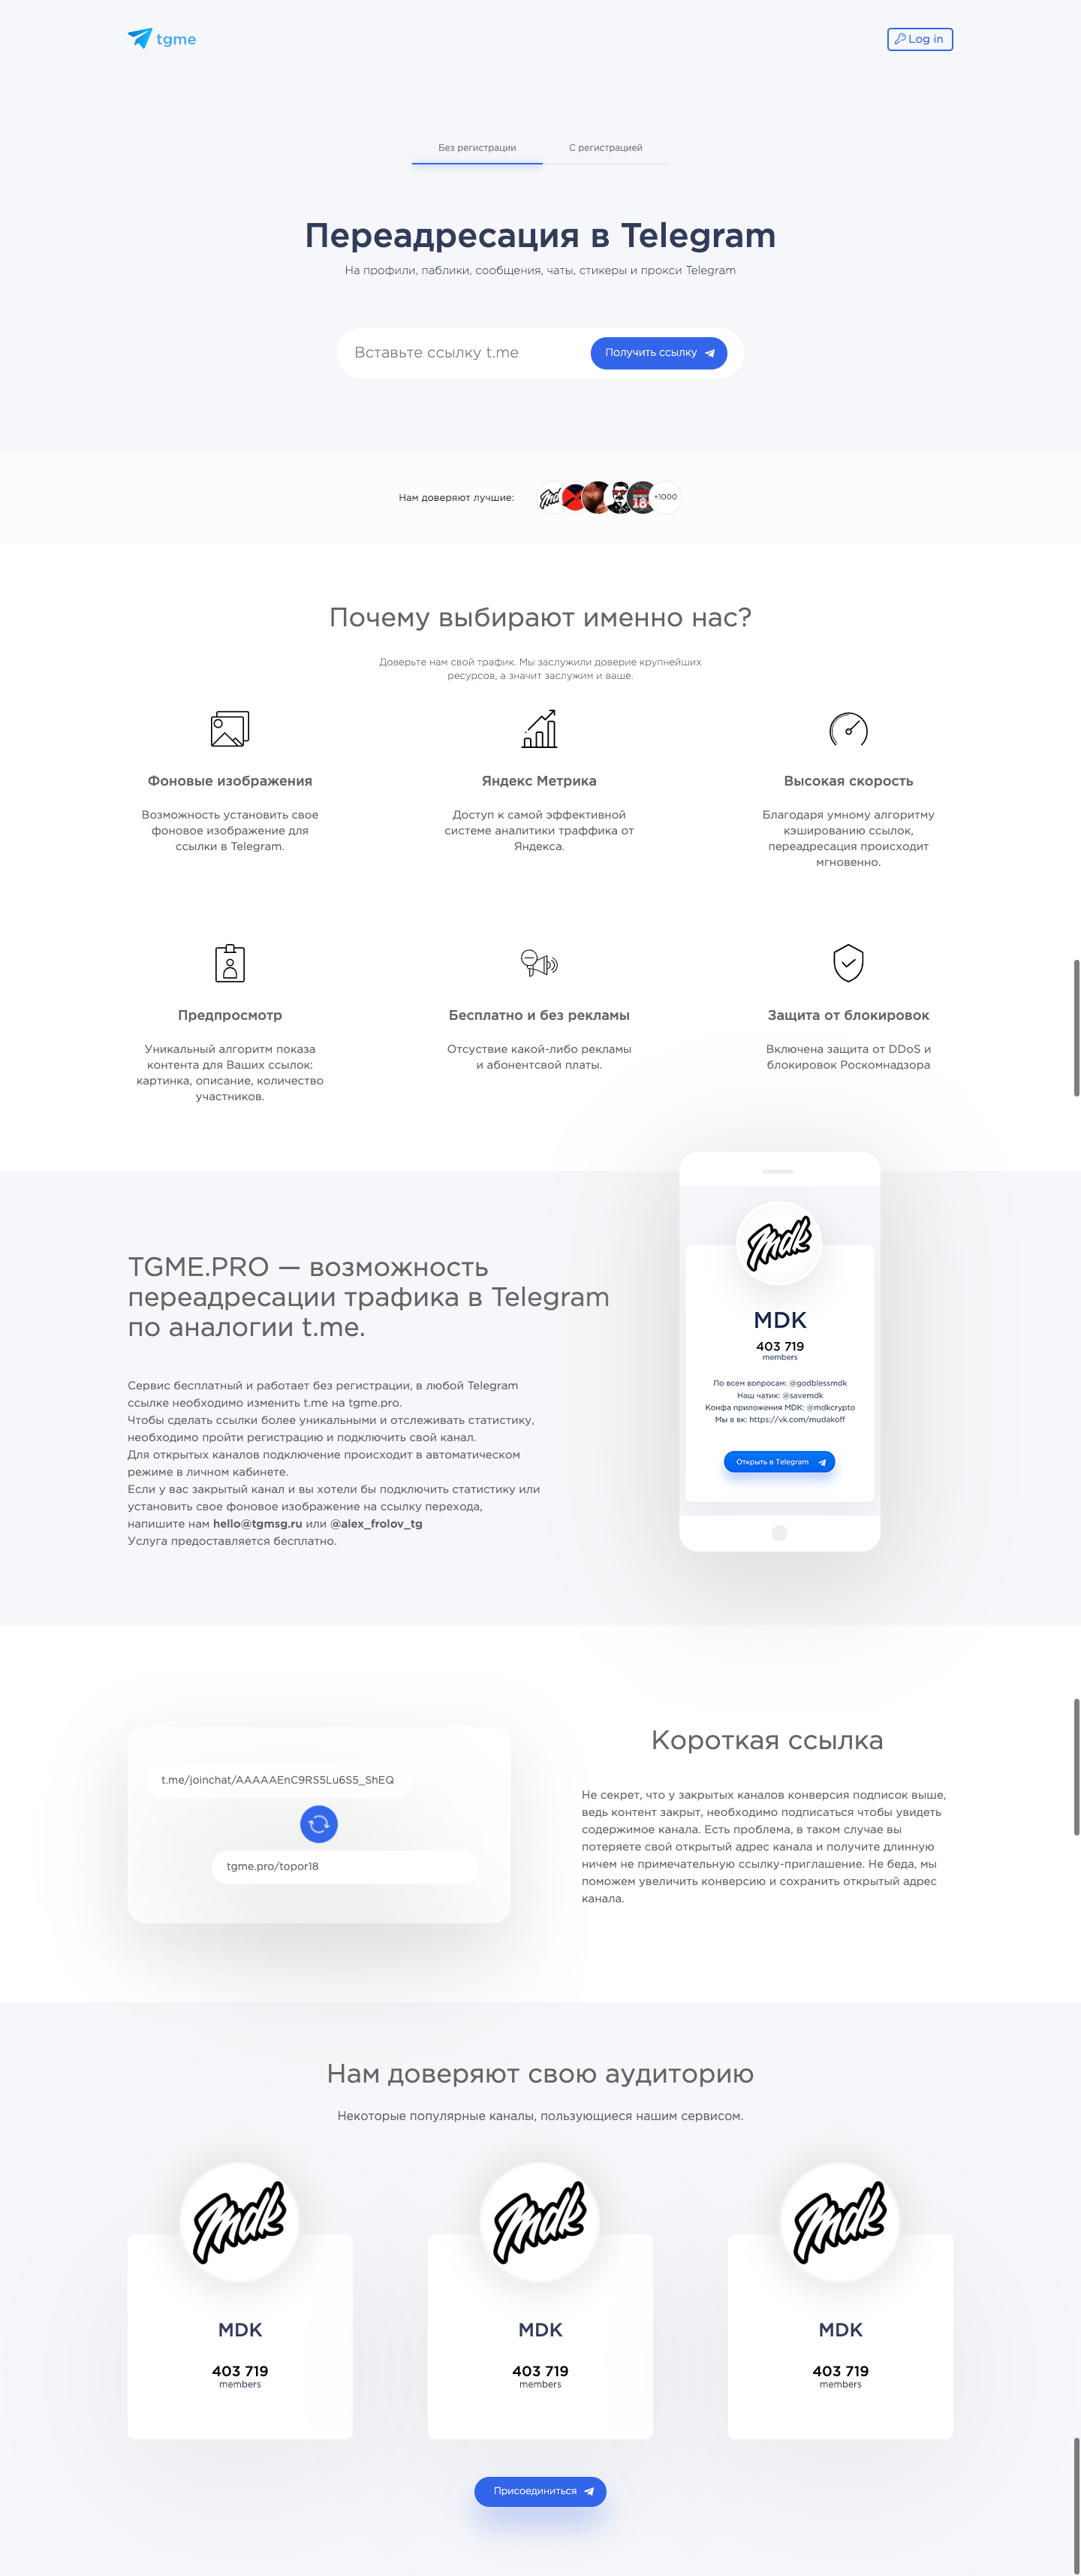 tgme
Log in
Без регистрации
С регистрацией
Переадресация в Telegram
На профили, паблики, сообщения, чаты, стикеры и прокси Telegram
Вставьте ссылку t.me
Получить ссылку
Нам доверяют лучшие:
18+
+1000
Почему выбирают именно нас?
Доверьте нам свой трафик. Мы заслужили доверие крупнейших
ресурсов, а значит заслужим и ваше.
Фоновые изображения
Возможность установить свое
фоновое изображение для
ссылки в Telegram.
Яндекс Метрика
Доступ к самой эффективной
системе аналитики траффика от
Яндекса.
Высокая скорость
Благодаря умному алгоритму
кэшированию ссылок,
переадресация происходит
мгновенно.
Предпросмотр
Уникальный алгоритм показа
контента для Ваших ссылок:
картинка, описание, количество
участников.
Бесплатно и без рекламы
Отсуствие какой-либо рекламы
и абонентсвой платы.
Защита от блокировок
Включена защита от DDoS и
блокировок Роскомнадзора
TGME.PRO — возможность
переадресации трафика в Telegram
по аналогии t.me.
Сервис бесплатный и работает без регистрации, в любой Telegram
ссылке необходимо изменить t.me на tgme.pro.
Чтобы сделать ссылки более уникальными и отслеживать статистику,
необходимо пройти регистрацию и подключить свой канал.
Для открытых каналов подключение происходит в автоматическом
режиме в личном кабинете.
Если у вас закрытый канал и вы хотели бы подключить статистику или
установить свое фоновое изображение на ссылку перехода,
напишите нам hello@tgmsg.ru или @alex_frolov_tg
Услуга предоставляется бесплатно.
mdk
MDK
403 719
members
По всем вопросам: @godblessmdk
Наш чатик: @savemdk
Конфа приложения MDK: @mdkcrypto
Мы в вк: https://vk.com/mudakoff
Открыть в Telegram
t.me/joinchat/AAAAAEnC9RS5Lu6S5_ShEQ
tgme.pro/topor18
Короткая ссылка
Не секрет, что у закрытых каналов конверсия подписок выше,
ведь контент закрыт, необходимо подписаться чтобы увидеть
содержимое канала. Есть проблема, в таком случае вы
потеряете свой открытый адрес канала и получите длинную
ничем не примечательную ссылку-приглашение. Не беда, мы
поможем увеличить конверсию и сохранить открытый адрес
канала.
Нам доверяют свою аудиторию
Некоторые популярные каналы, пользующиеся нашим сервисом.
mdk
MDK
403 719
members
mdk
MDK
403 719
members
mdk
MDK
403 719
members
Присоединиться